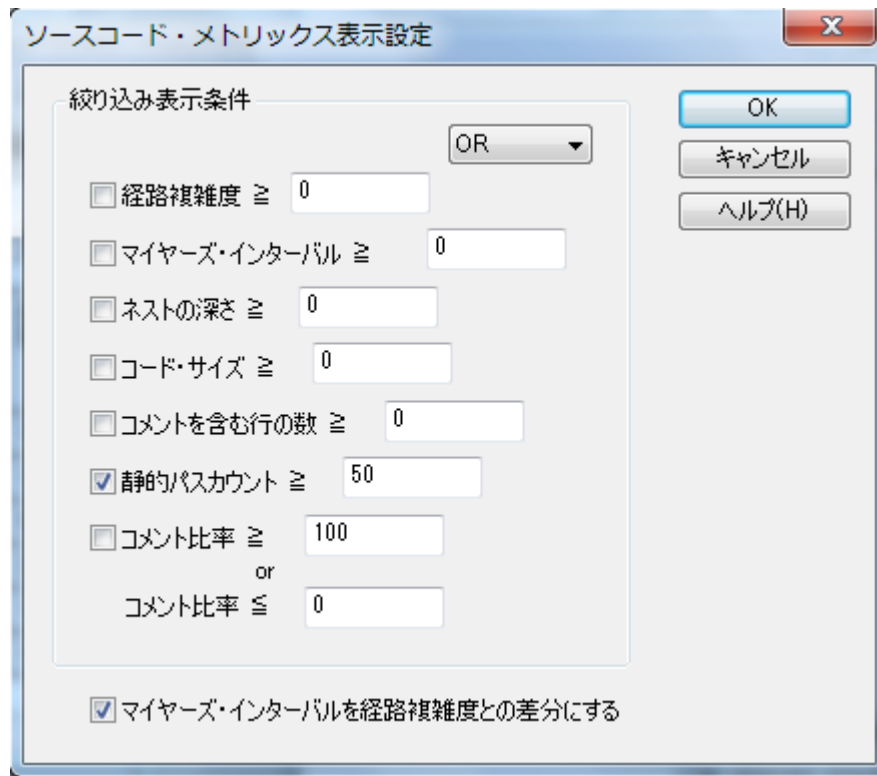 ソースコード・メトリックス表示設定
絞り込み表示条件
OK
OR
キャンセル
経路複雑度 ≧ 0
ヘルプ(H)
マイヤーズ・インターバル ≧ 0
ネストの深さ ≧ 0
コード・サイズ ≧ 0
コメントを含む行の数 ≧ 0
静的パスカウント ≧ 50
コメント比率 ≧ 100
or
コメント比率 ≦ 0
マイヤーズ・インターバルを経路複雑度との差分にする